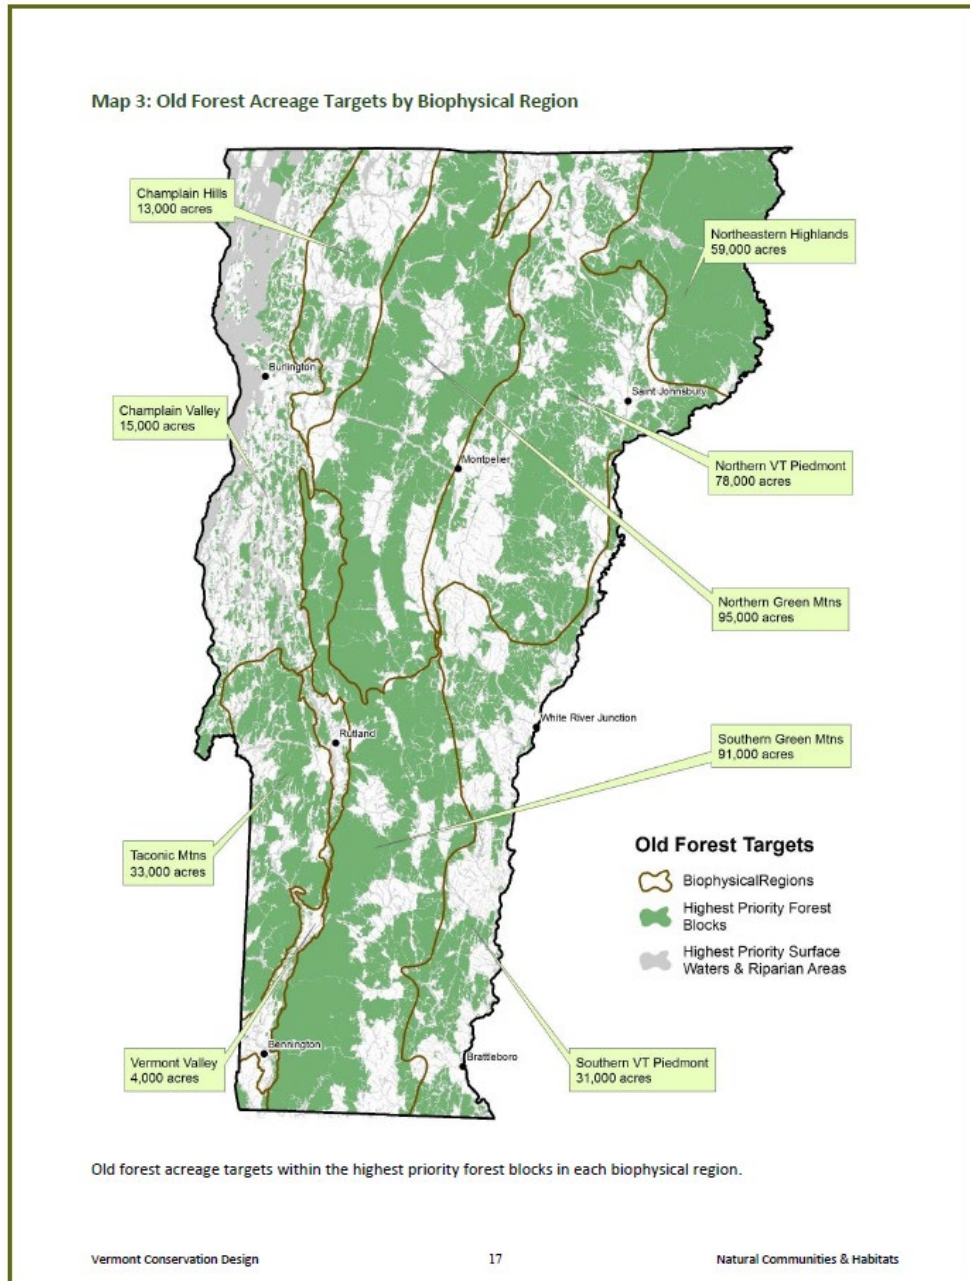 Map 3: Old Forest Acreage Targets by Biophysical Region
Champlain Hills
13,000 acres
Northeastern Highlands
59,000 acres
Burlington
Saint Johnsbury
Champlain Valley
15,000 acres
Montpelier
Northern VT Piedmont
78,000 acres
Northern Green Mtns
95,000 acres
White River Junction
Rutland
Southern Green Mtns
91,000 acres
Taconic Mtns
33,000 acres
Old Forest Targets
BiophysicalRegions
Highest Priority Forest
Blocks
Highest Priority Surface
Waters & Riparian Areas
Bennington
Brattleboro
Vermont Valley
4,000 acres
Southern VT Piedmont
31,000 acres
Old forest acreage targets within the highest priority forest blocks in each biophysical region.
Vermont Conservation Design
17
Natural Communities & Habitats